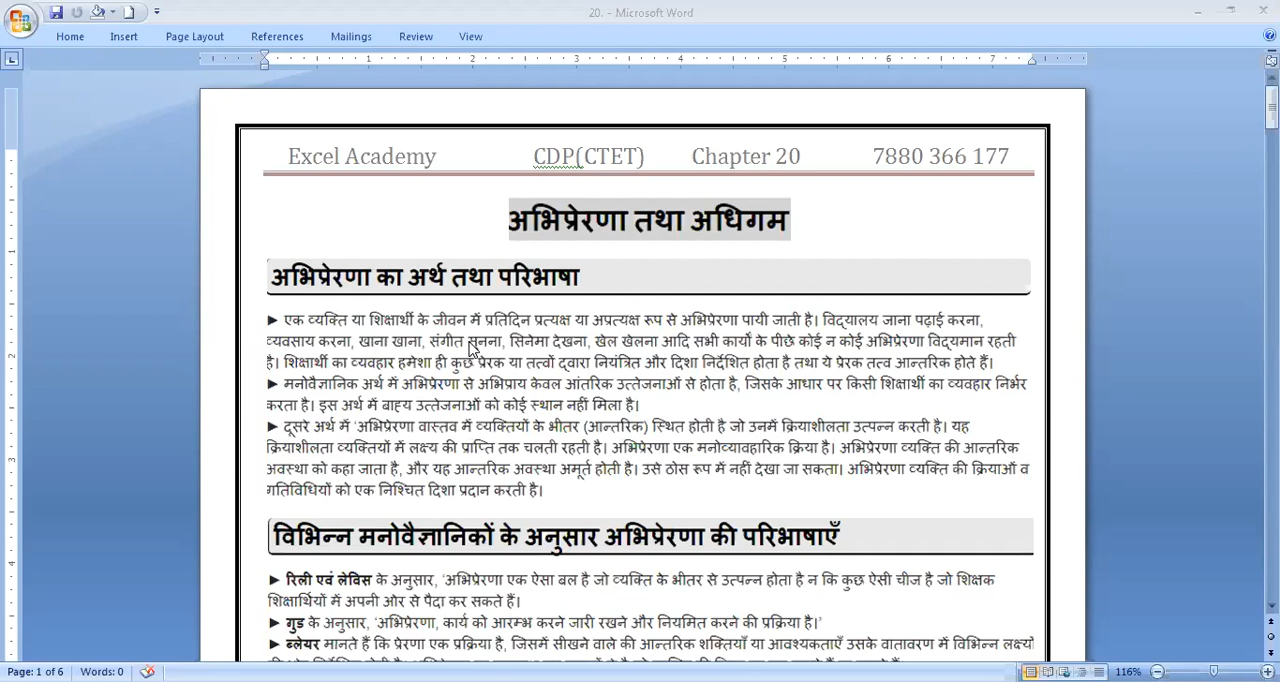 20. - Microsoft Word
Home Insert Page Layout References Mailings Review View
1 2 3 4 5 6 7
Excel Academy CDP(CTET) Chapter 20 7880 366 177
अभिप्रेरणा तथा अधिगम
अभिप्रेरणा का अर्थ तथा परिभाषा
► एक व्यक्ति या शिक्षार्थी के जीवन में प्रतिदिन प्रत्यक्ष या अप्रत्यक्ष रूप से अभिप्रेरणा पायी जाती है। विद्यालय जाना पढ़ाई करना,
व्यवसाय करना, खाना खाना, संगीत सुनना, सिनेमा देखना, खेल खेलना आदि सभी कार्यों के पीछे कोई न कोई अभिप्रेरणा विद्यमान रहती
है। शिक्षार्थी का व्यवहार हमेशा ही कुछ प्रेरक या तत्वों द्वारा नियंत्रित और दिशा निर्देशित होता है तथा ये प्रेरक तत्व आन्तरिक होते हैं।
► मनोवैज्ञानिक अर्थ में अभिप्रेरणा से अभिप्राय केवल आंतरिक उत्तेजनाओं से होता है, जिसके आधार पर किसी शिक्षार्थी का व्यवहार निर्भर
करता है। इस अर्थ में बाह्य उत्तेजनाओं को कोई स्थान नहीं मिला है।
► दूसरे अर्थ में 'अभिप्रेरणा वास्तव में व्यक्तियों के भीतर (आन्तरिक) स्थित होती है जो उनमें क्रियाशीलता उत्पन्न करती है। यह
क्रियाशीलता व्यक्तियों में लक्ष्य की प्राप्ति तक चलती रहती है। अभिप्रेरणा एक मनोव्यावहारिक क्रिया है। अभिप्रेरणा व्यक्ति की आन्तरिक
अवस्था को कहा जाता है, और यह आन्तरिक अवस्था अमूर्त होती है। उसे ठोस रूप में नहीं देखा जा सकता। अभिप्रेरणा व्यक्ति की क्रियाओं व
गतिविधियों को एक निश्चित दिशा प्रदान करती है।
विभिन्न मनोवैज्ञानिकों के अनुसार अभिप्रेरणा की परिभाषाएँ
► रिली एवं लेविस के अनुसार, 'अभिप्रेरणा एक ऐसा बल है जो व्यक्ति के भीतर से उत्पन्न होता है न कि कुछ ऐसी चीज है जो शिक्षक
शिक्षार्थियों में अपनी ओर से पैदा कर सकते हैं।
► गुड के अनुसार, 'अभिप्रेरणा, कार्य को आरम्भ करने जारी रखने और नियमित करने की प्रक्रिया है।'
► ब्लेयर मानते हैं कि प्रेरणा एक प्रक्रिया है, जिसमें सीखने वाले की आन्तरिक शक्तियाँ या आवश्यकताएँ उसके वातावरण में विभिन्न लक्ष्यो
Page: 1 of 6 Words: 0 116%